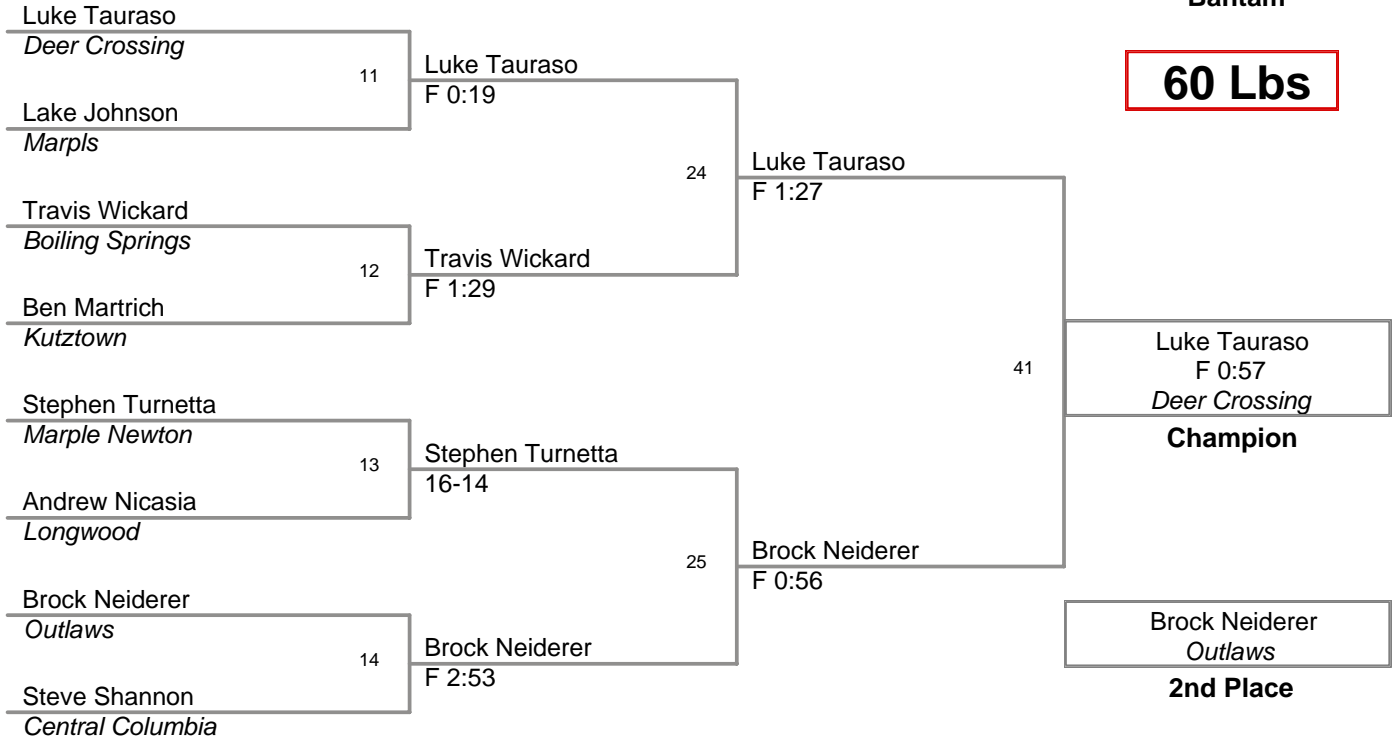 Bantam
60 Lbs
Luke Tauraso
Deer Crossing
11
Lake Johnson
Marpls
Luke Tauraso
F 0:19
Travis Wickard
Boiling Springs
12
Ben Martrich
Kutztown
Travis Wickard
F 1:29
24
Luke Tauraso
F 1:27
Stephen Turnetta
Marple Newton
13
Andrew Nicasia
Longwood
Stephen Turnetta
16-14
Brock Neiderer
Outlaws
14
Steve Shannon
Central Columbia
Brock Neiderer
F 2:53
25
Brock Neiderer
F 0:56
41
Luke Tauraso
F 0:57
Deer Crossing
Champion
Brock Neiderer
Outlaws
2nd Place